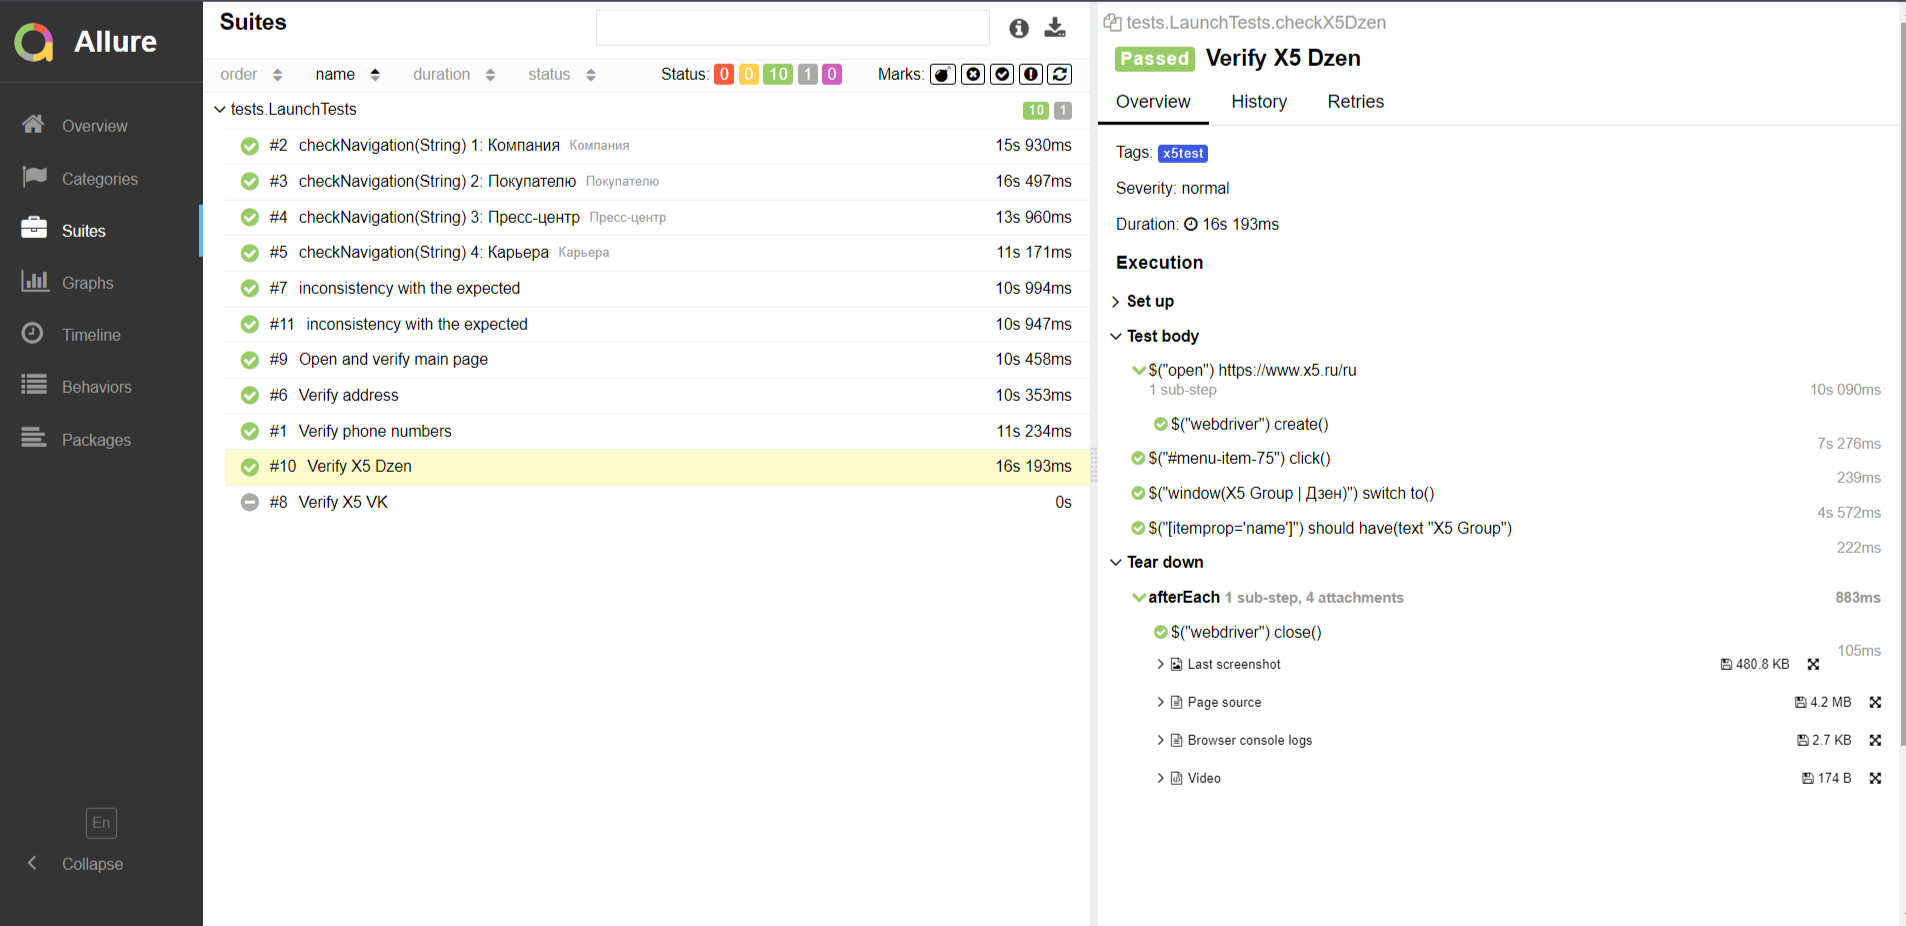 Allure
Overview
Categories
Suites
Graphs
Timeline
Behaviors
Packages
En
Collapse
Suites
order name duration status Status: 0 0 10 1 0 Marks:
tests.LaunchTests 10 1
#2 checkNavigation(String) 1: Компания Компания 15s 930ms
#3 checkNavigation(String) 2: Покупателю Покупателю 16s 497ms
#4 checkNavigation(String) 3: Пресс-центр Пресс-центр 13s 960ms
#5 checkNavigation(String) 4: Карьера Карьера 11s 171ms
#7 inconsistency with the expected 10s 994ms
#11 inconsistency with the expected 10s 947ms
#9 Open and verify main page 10s 458ms
#6 Verify address 10s 353ms
#1 Verify phone numbers 11s 234ms
#10 Verify X5 Dzen 16s 193ms
#8 Verify X5 VK 0s
tests.LaunchTests.checkX5Dzen
Passed Verify X5 Dzen
Overview History Retries
Tags: x5test
Severity: normal
Duration: 16s 193ms
Execution
Set up
Test body
$("open") https://www.x5.ru/ru
1 sub-step 10s 090ms
$("webdriver") create()
7s 276ms
$("#menu-item-75") click()
239ms
$("window(X5 Group | Дзен)") switch to()
4s 572ms
$("[itemprop='name']") should have(text "X5 Group")
222ms
Tear down
afterEach 1 sub-step, 4 attachments 883ms
$("webdriver") close()
105ms
Last screenshot 480.8 KB
Page source 4.2 MB
Browser console logs 2.7 KB
Video 174 B